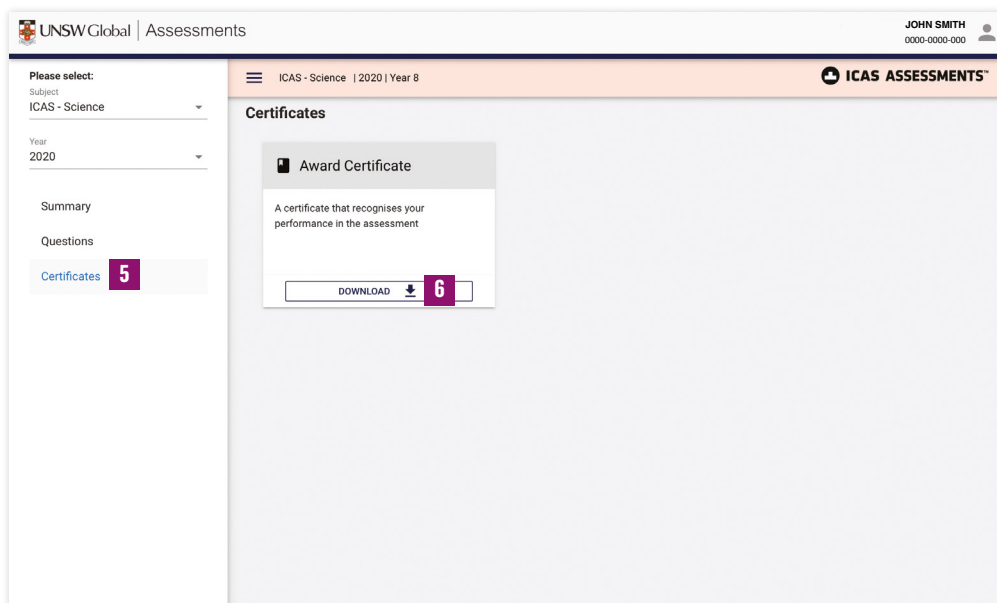 UNSW Global | Assessments
JOHN SMITH
0000-0000-000
Please select:
Subject
ICAS - Science
Year
2020
Summary
Questions
Certificates 5
ICAS - Science | 2020 | Year 8
ICAS ASSESSMENTS™
Certificates
Award Certificate
A certificate that recognises your
performance in the assessment
DOWNLOAD 6